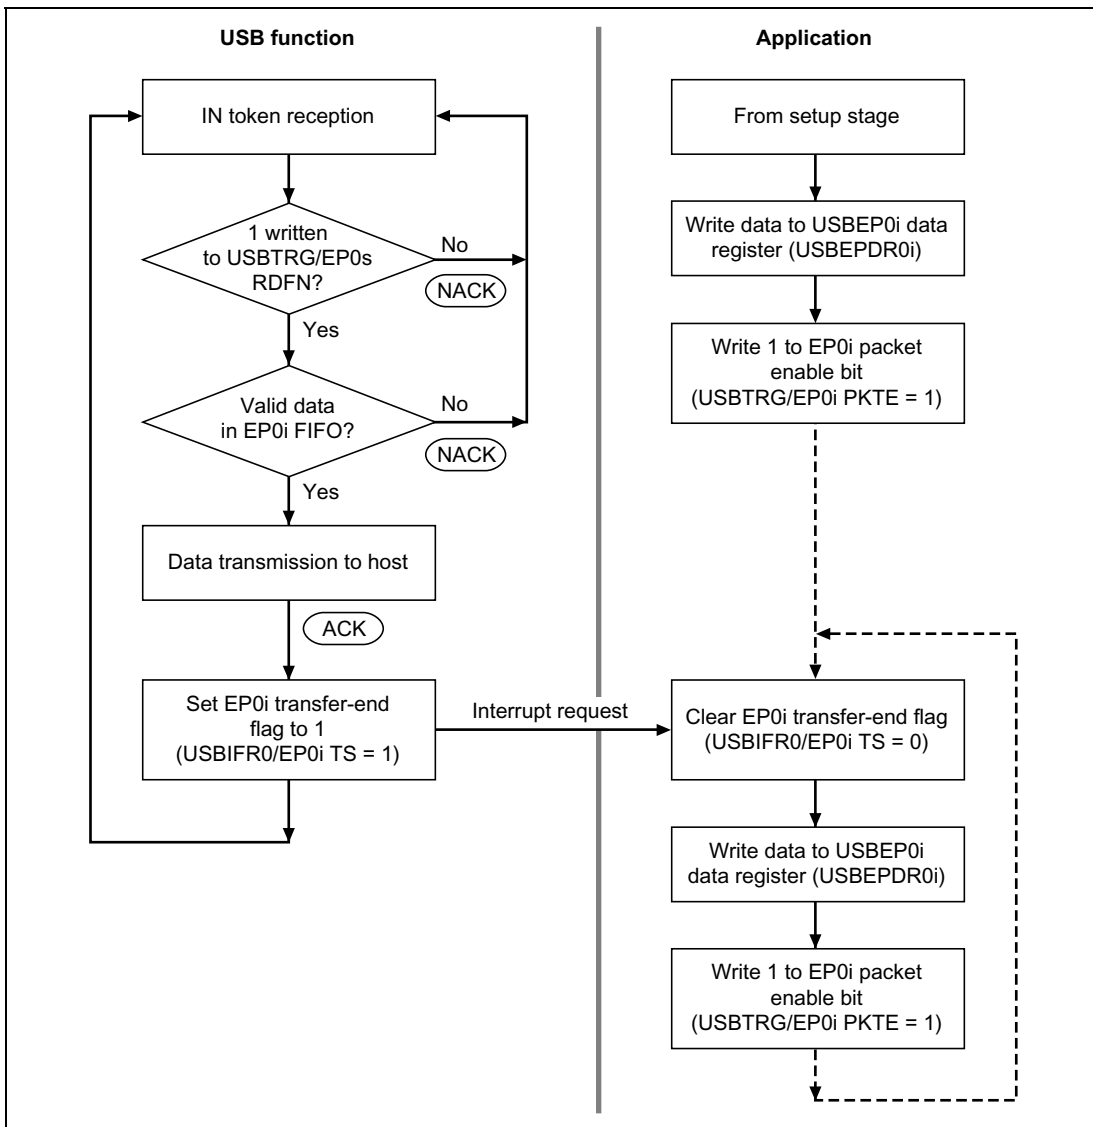 USB function
IN token reception
1 written
to USBTRG/EP0s
RDFN?
No
NACK
Yes
Valid data
in EP0i FIFO?
No
NACK
Yes
Data transmission to host
ACK
Set EP0i transfer-end
flag to 1
(USBIFR0/EP0i TS = 1)
Interrupt request
Application
From setup stage
Write data to USBEP0i data
register (USBEPDR0i)
Write 1 to EP0i packet
enable bit
(USBTRG/EP0i PKTE = 1)
Clear EP0i transfer-end flag
(USBIFR0/EP0i TS = 0)
Write data to USBEP0i
data register (USBEPDR0i)
Write 1 to EP0i packet
enable bit
(USBTRG/EP0i PKTE = 1)